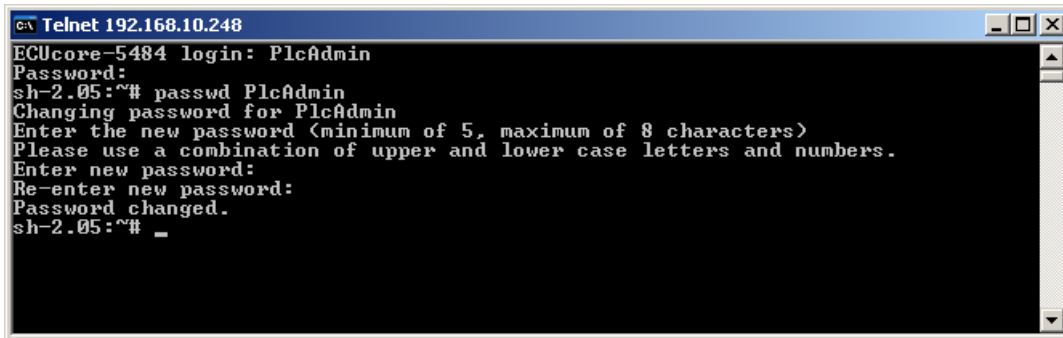 Telnet 192.168.10.248
ECUcore-5484 login: PlcAdmin
Password:
sh-2.05:~# passwd PlcAdmin
Changing password for PlcAdmin
Enter the new password (minimum of 5, maximum of 8 characters)
Please use a combination of upper and lower case letters and numbers.
Enter new password:
Re-enter new password:
Password changed.
sh-2.05:~# _